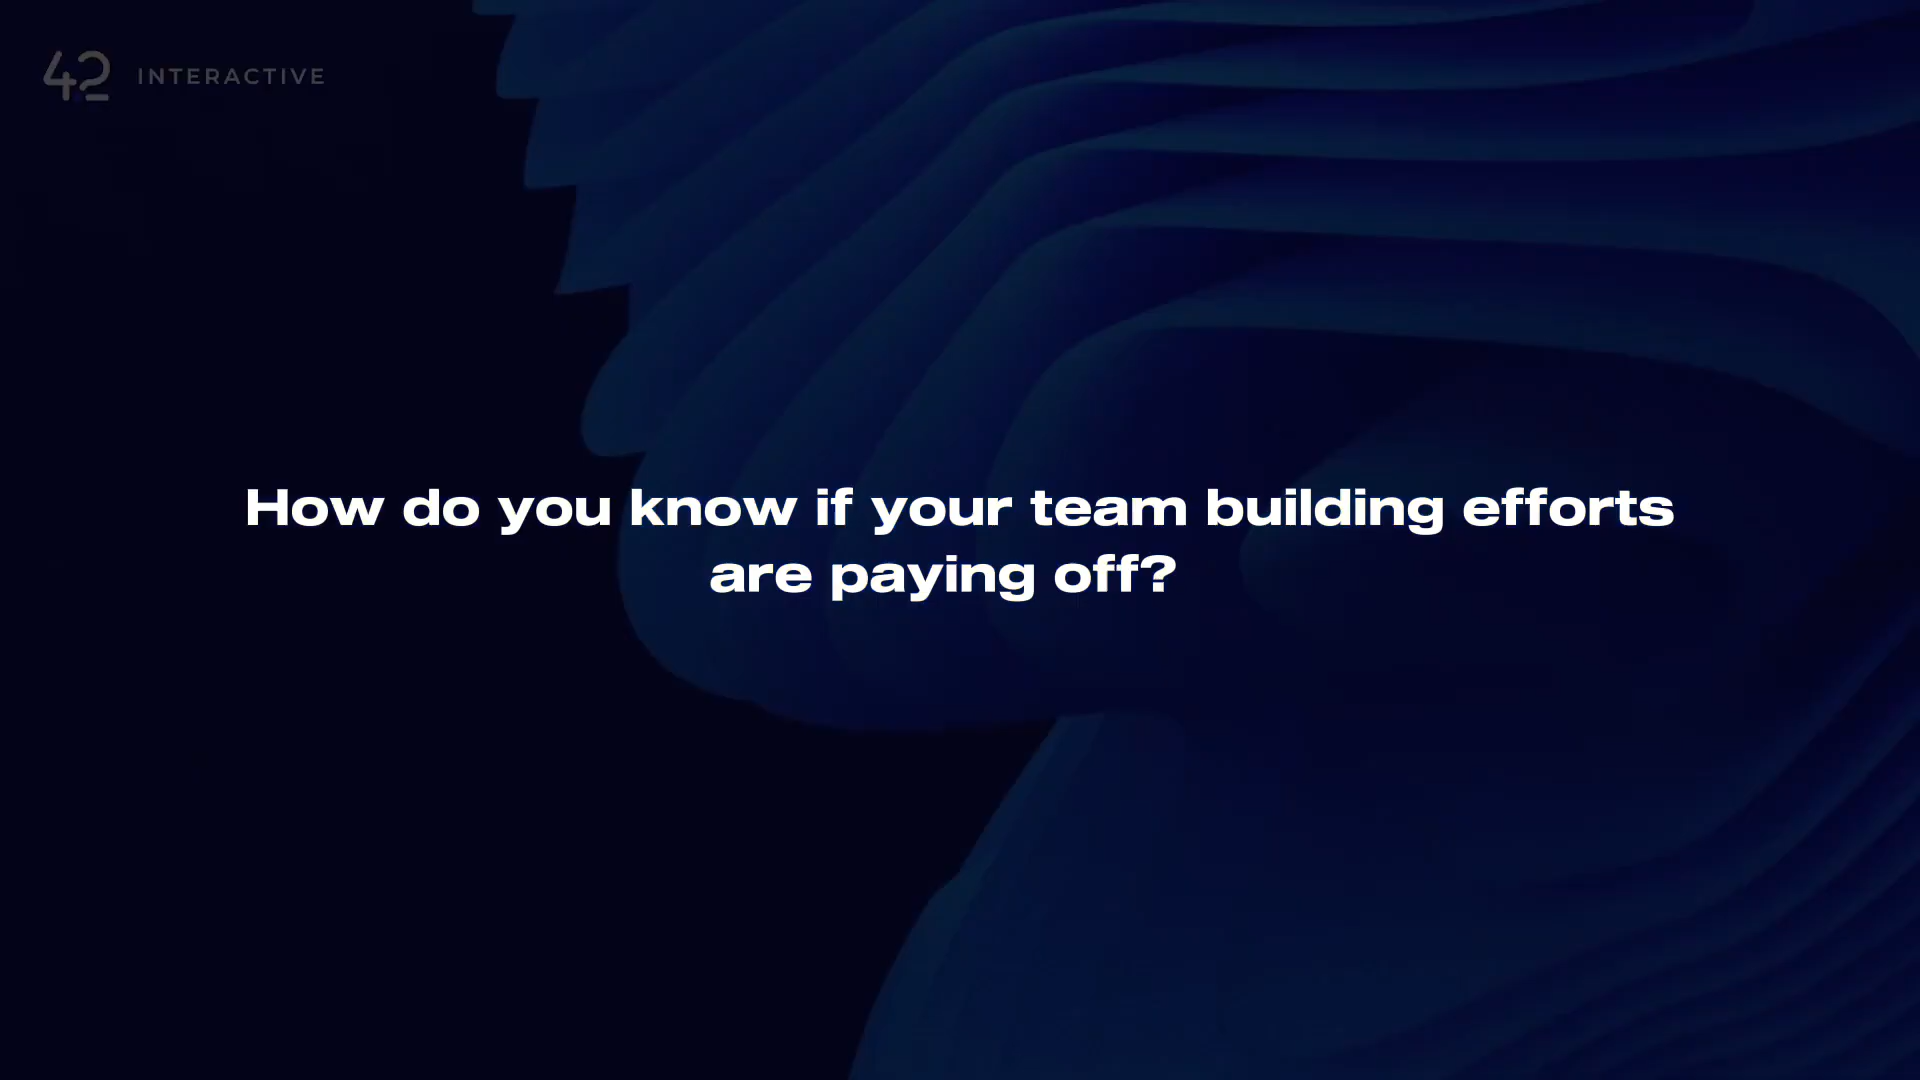 42 INTERACTIVE
How do you know if your team building efforts
are paying off?